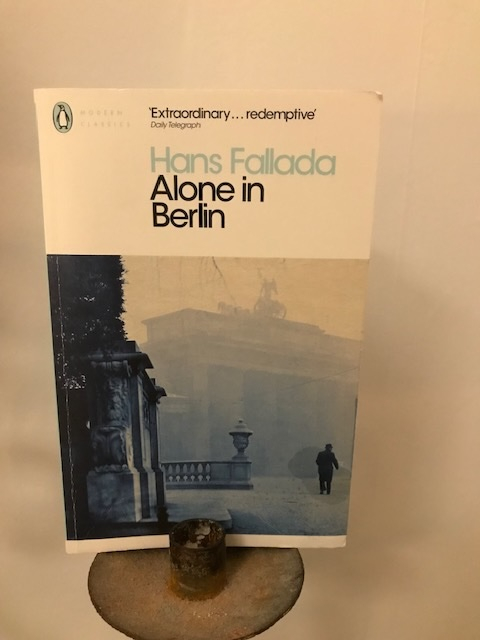 MODERN
CLASSICS
'Extraordinary... redemptive'
Daily Telegraph
Hans Fallada
Alone in
Berlin